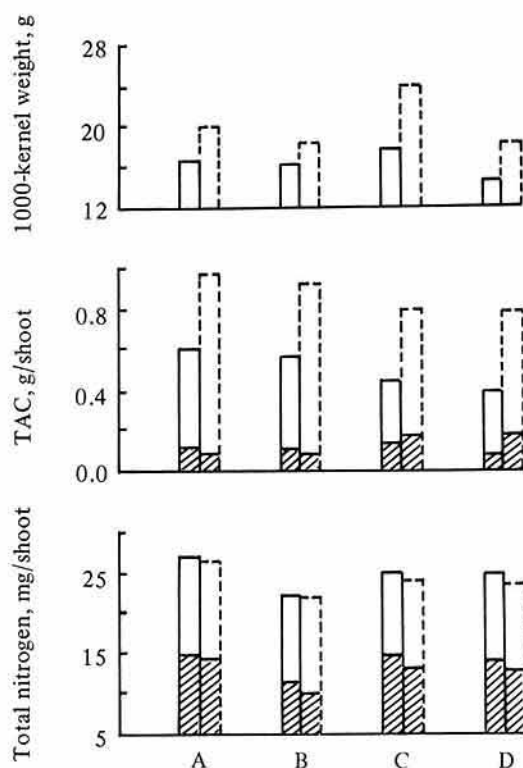 1000-kernel weight, g
28
20
12
TAC, g/shoot
0.8
0.4
0.0
Total nitrogen, mg/shoot
25
15
5
A B C D